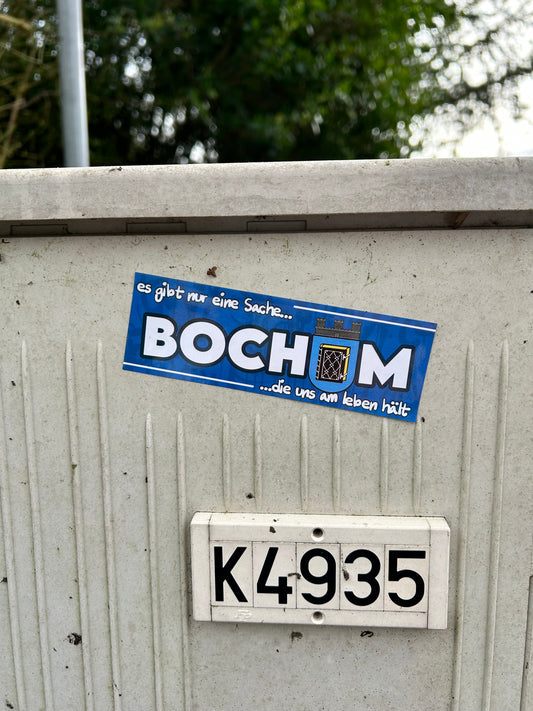 es gibt nur eine Sache...
BOCHUM
...die uns am leben hält
K4935